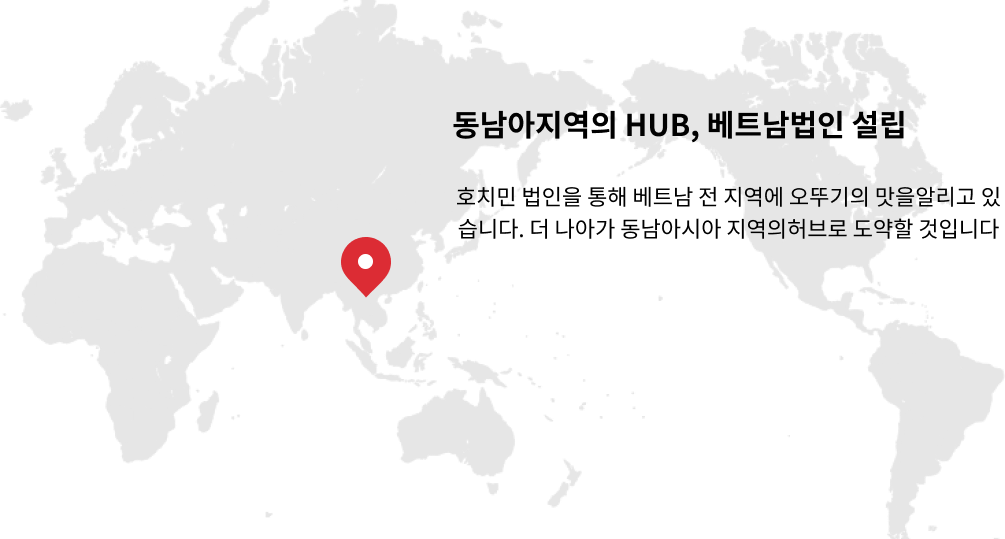 동남아지역의 HUB, 베트남법인 설립
호치민 법인을 통해 베트남 전 지역에 오뚜기의 맛을알리고 있
습니다. 더 나아가 동남아시아 지역의허브로 도약할 것입니다